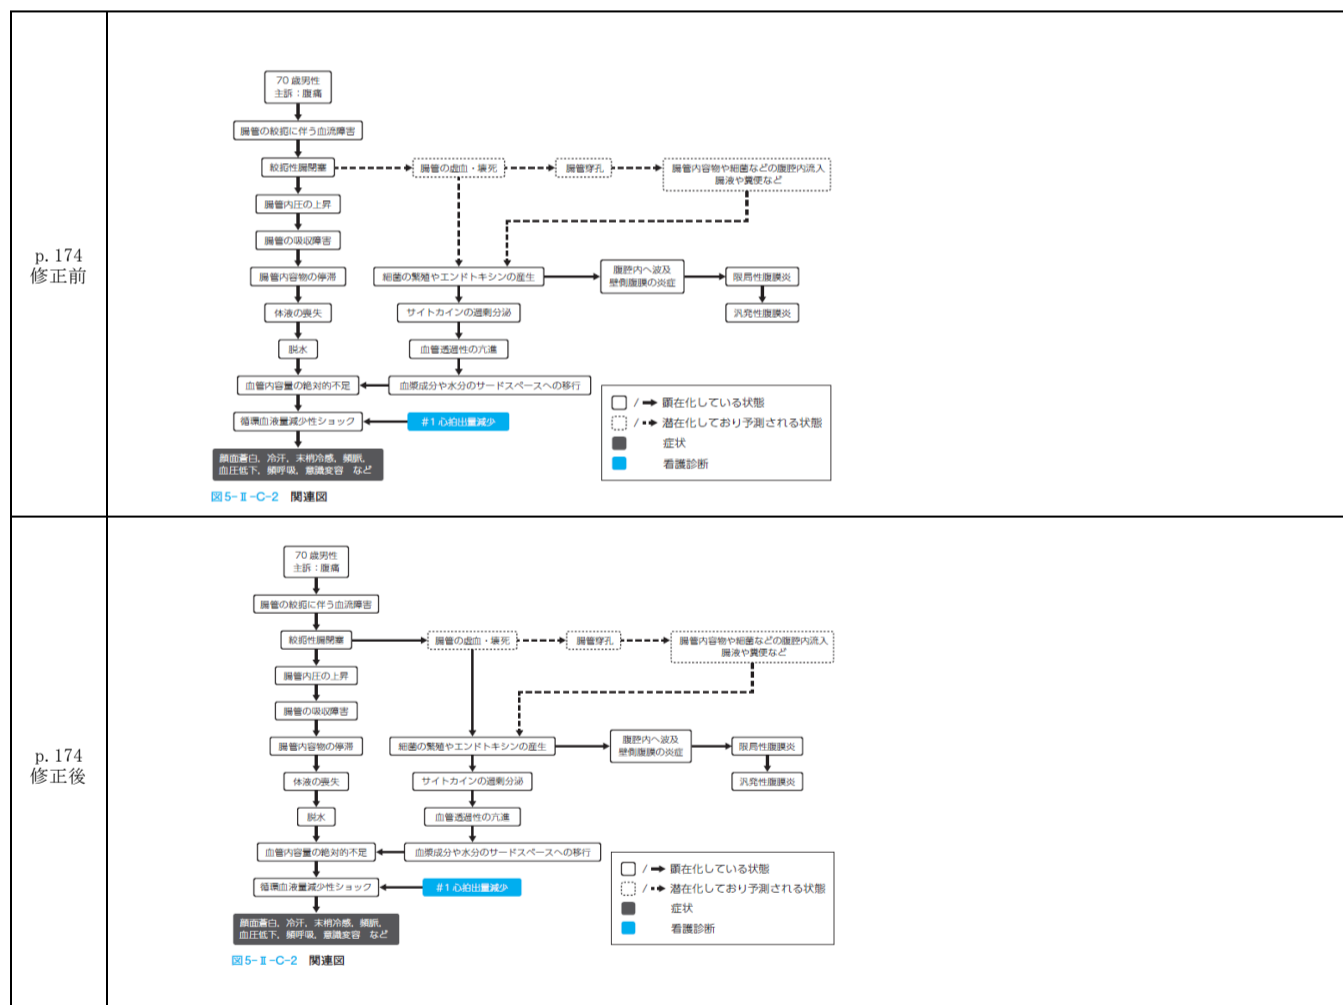 p.174
修正前
70 歳男性
主訴：腹痛
腸管の絞扼に伴う血流障害
絞扼性腸閉塞
腸管の虚血・壊死
腸管穿孔
腸管内容物や細菌などの腹腔内流入
腸液や糞便など
腸管内圧の上昇
腸管の吸収障害
腸管内容物の停滞
細菌の繁殖やエンドトキシンの産生
腹腔内へ波及
壁側腹膜の炎症
限局性腹膜炎
体液の喪失
サイトカインの過剰分泌
汎発性腹膜炎
脱水
血管透過性の亢進
血管内容量の絶対的不足
血漿成分や水分のサードスペースへの移行
循環血液量減少性ショック
#1 心拍出量減少
顔面蒼白，冷汗，末梢冷感，頻脈，
血圧低下，頻呼吸，意識変容 など
/ 顕在化している状態
/ 潜在化しており予測される状態
症状
看護診断
図5-Ⅱ-C-2 関連図
p.174
修正後
70 歳男性
主訴：腹痛
腸管の絞扼に伴う血流障害
絞扼性腸閉塞
腸管の虚血・壊死
腸管穿孔
腸管内容物や細菌などの腹腔内流入
腸液や糞便など
腸管内圧の上昇
腸管の吸収障害
腸管内容物の停滞
細菌の繁殖やエンドトキシンの産生
腹腔内へ波及
壁側腹膜の炎症
限局性腹膜炎
体液の喪失
サイトカインの過剰分泌
汎発性腹膜炎
脱水
血管透過性の亢進
血管内容量の絶対的不足
血漿成分や水分のサードスペースへの移行
循環血液量減少性ショック
#1 心拍出量減少
顔面蒼白，冷汗，末梢冷感，頻脈，
血圧低下，頻呼吸，意識変容 など
/ 顕在化している状態
/ 潜在化しており予測される状態
症状
看護診断
図5-Ⅱ-C-2 関連図